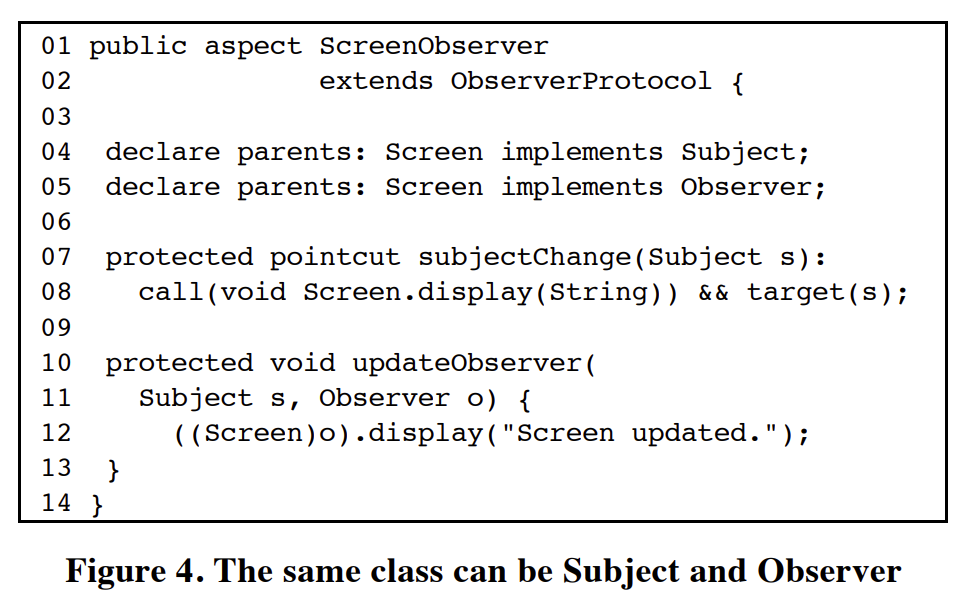 01 public aspect ScreenObserver
02 extends ObserverProtocol {
03
04 declare parents: Screen implements Subject;
05 declare parents: Screen implements Observer;
06
07 protected pointcut subjectChange(Subject s):
08 call(void Screen.display(String)) && target(s);
09
10 protected void updateObserver(
11 Subject s, Observer o) {
12 ((Screen)o).display("Screen updated.");
13 }
14 }
Figure 4. The same class can be Subject and Observer